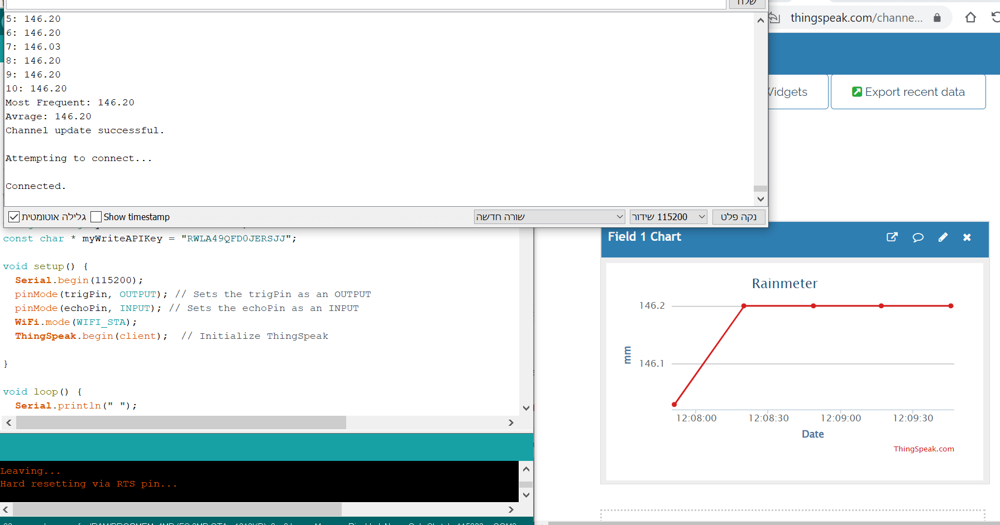 שלח
5: 146.20
6: 146.20
7: 146.03
8: 146.20
9: 146.20
10: 146.20
Most Frequent: 146.20
Avrage: 146.20
Channel update successful.
Attempting to connect...
Connected.
גלילה אוטומטית
Show timestamp
שורה חדשה
115200 שידור
נקה פלט
const char * myWriteAPIKey = "RWLA49QFD0JERSJJ";
void setup() {
Serial.begin(115200);
pinMode(trigPin, OUTPUT); // Sets the trigPin as an OUTPUT
pinMode(echoPin, INPUT); // Sets the echoPin as an INPUT
WiFi.mode(WIFI_STA);
ThingSpeak.begin(client);  // Initialize ThingSpeak
}
void loop() {
Serial.println(" ");
Leaving...
Hard resetting via RTS pin...
thingspeak.com/channe...
Widgets
Export recent data
Field 1 Chart
Rainmeter
146.2
146.1
mm
12:08:00
12:08:30
12:09:00
12:09:30
Date
ThingSpeak.com